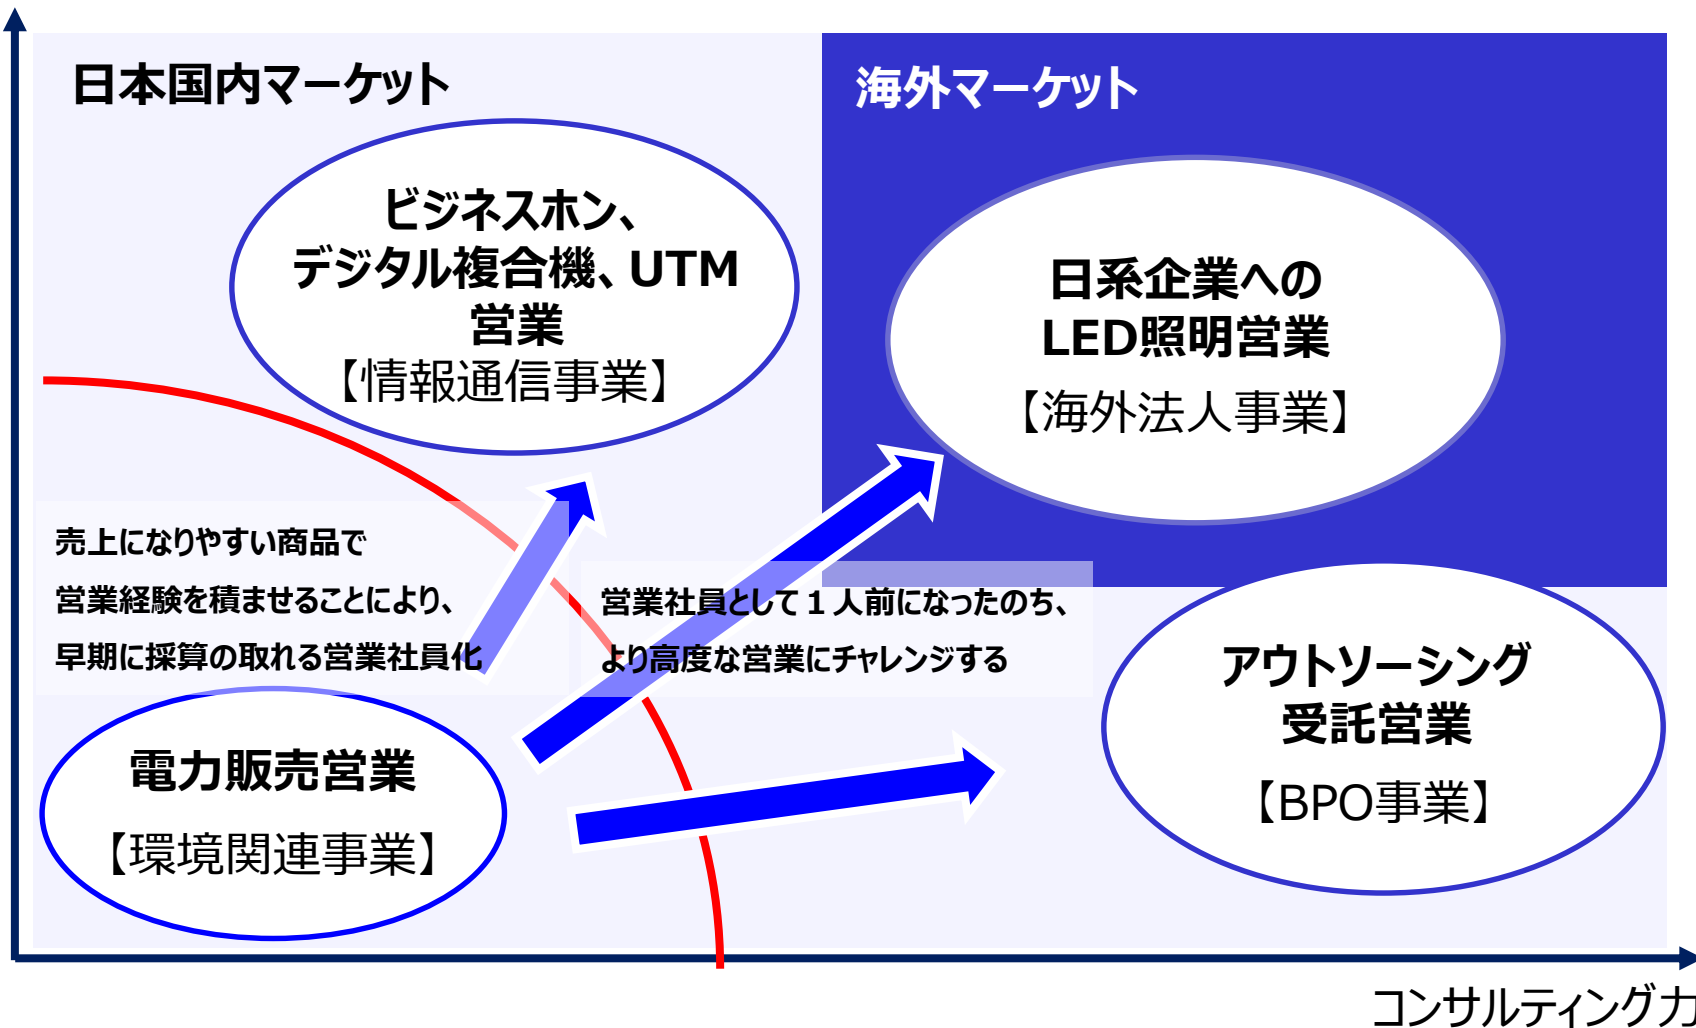 日本国内マーケット
海外マーケット
ビジネスホン、
デジタル複合機、UTM
営業
【情報通信事業】
日系企業への
LED照明営業
【海外法人事業】
売上になりやすい商品で
営業経験を積ませることにより、
早期に採算の取れる営業社員化
営業社員として１人前になったのち、
より高度な営業にチャレンジする
電力販売営業
【環境関連事業】
アウトソーシング
受託営業
【BPO事業】
コンサルティング力